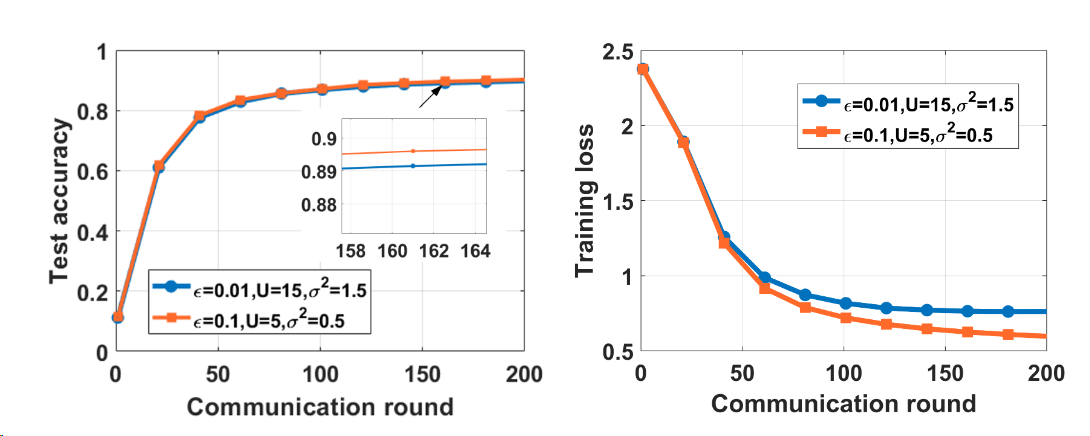 1
0.8
0.6
0.4
0.2
0
Test accuracy
0.9
0.89
0.88
158 160 162 164
ϵ=0.01,U=15,σ²=1.5
ϵ=0.1,U=5,σ²=0.5
0 50 100 150 200
Communication round
2.5
2
1.5
1
0.5
Training loss
ϵ=0.01,U=15,σ²=1.5
ϵ=0.1,U=5,σ²=0.5
0 50 100 150 200
Communication round